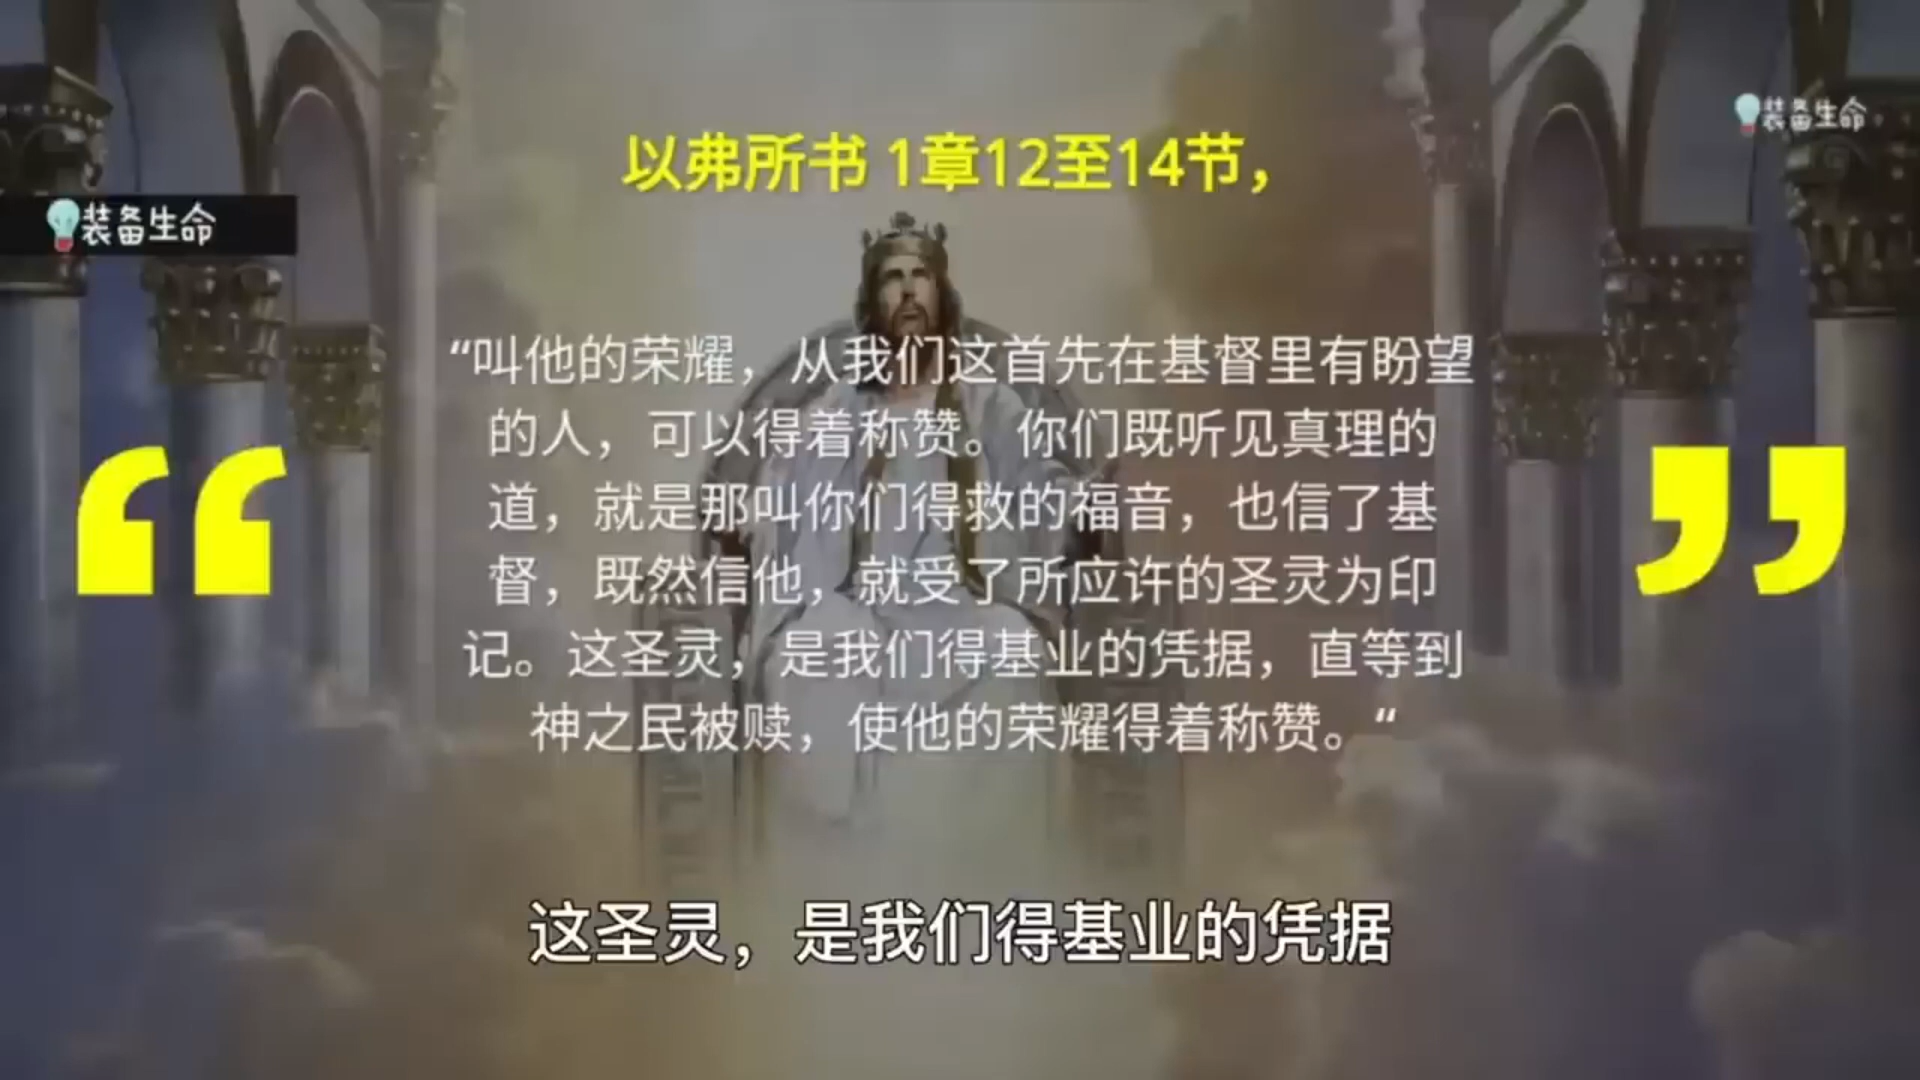 以弗所书 1章12至14节，
装备生命
装备生命
“叫他的荣耀，从我们这首先在基督里有盼望
的人，可以得着称赞。你们既听见真理的
道，就是那叫你们得救的福音，也信了基
督，既然信他，就受了所应许的圣灵为印
记。这圣灵，是我们得基业的凭据，直等到
神之民被赎，使他的荣耀得着称赞。“
这圣灵，是我们得基业的凭据